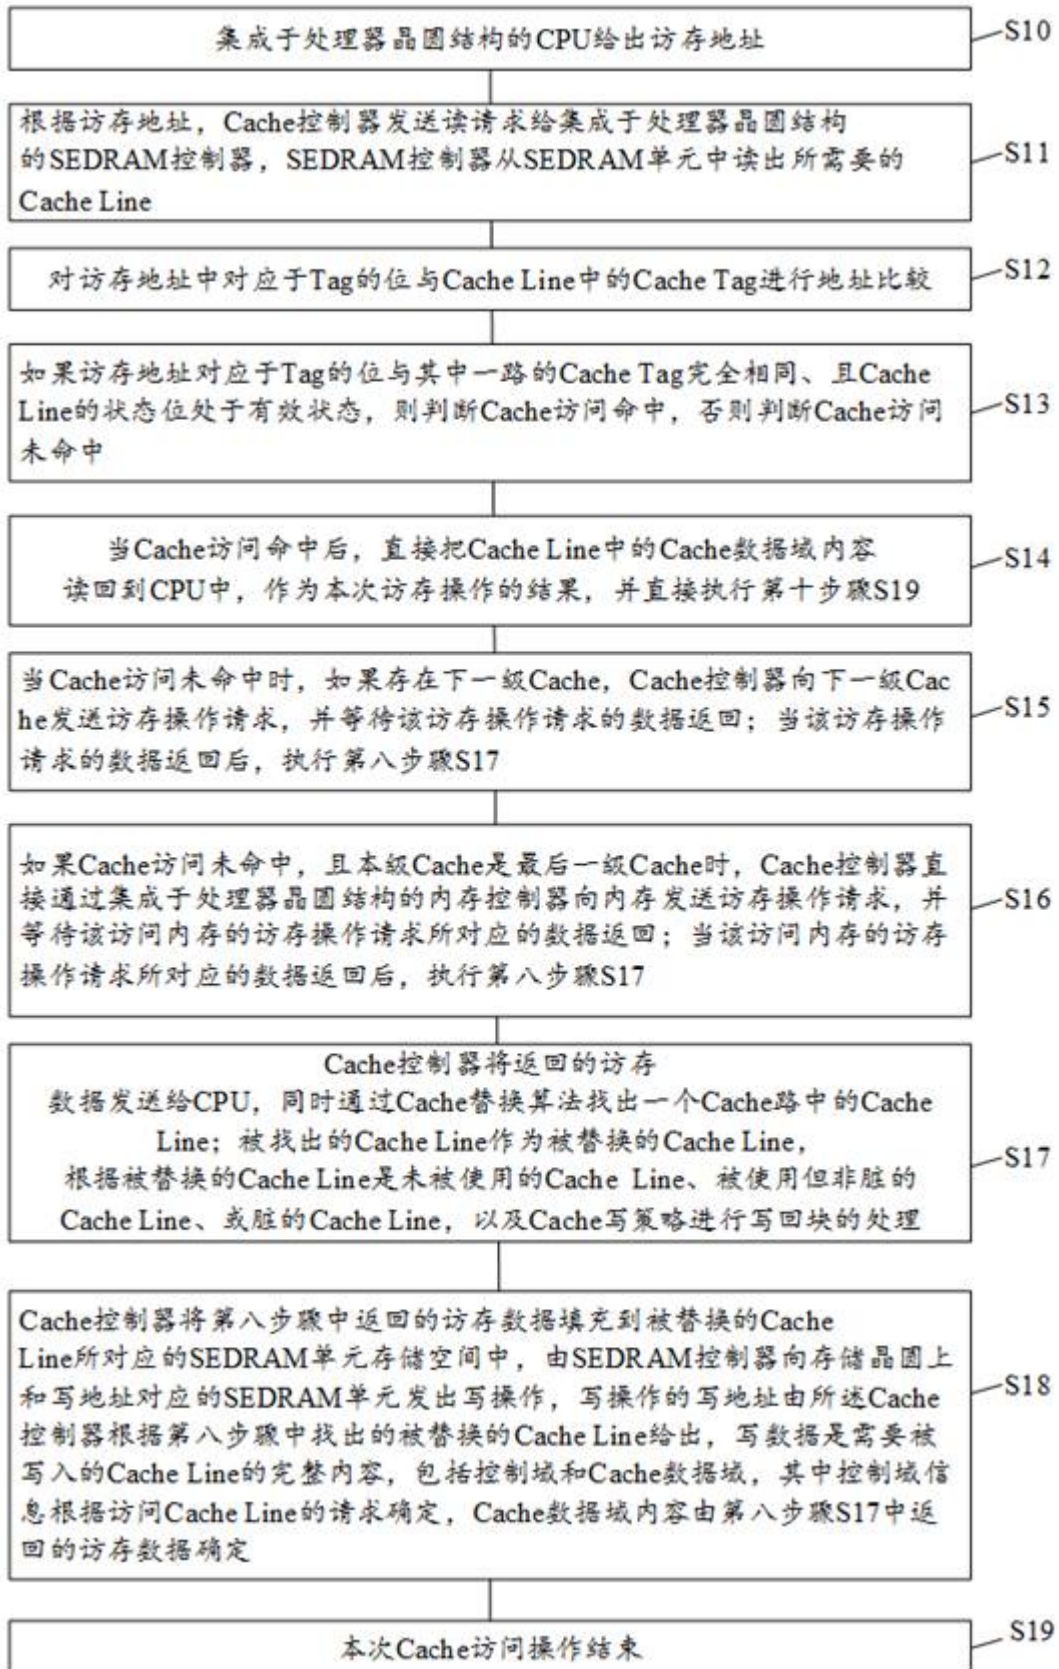 集成于处理器晶圆结构的CPU给出访存地址
S10
根据访存地址，Cache控制器发送读请求给集成于处理器晶圆结构
的SEDRAM控制器，SEDRAM控制器从SEDRAM单元中读出所需要的
Cache Line
S11
对访存地址中对应于Tag的位与Cache Line中的Cache Tag进行地址比较
S12
如果访存地址对应于Tag的位与其中一路的Cache Tag完全相同、且Cache
Line的状态位处于有效状态，则判断Cache访问命中，否则判断Cache访问
未命中
S13
当Cache访问命中后，直接把Cache Line中的Cache数据域内容
读回到CPU中，作为本次访存操作的结果，并直接执行第十步骤S19
S14
当Cache访问未命中时，如果存在下一级Cache，Cache控制器向下一级Cac
he发送访存操作请求，并等待该访存操作请求的数据返回；当该访存操作
请求的数据返回后，执行第八步骤S17
S15
如果Cache访问未命中，且本级Cache是最后一级Cache时，Cache控制器直
接通过集成于处理器晶圆结构的内存控制器向内存发送访存操作请求，并
等待该访问内存的访存操作请求所对应的数据返回；当该访问内存的访存
操作请求所对应的数据返回后，执行第八步骤S17
S16
Cache控制器将返回的访存
数据发送给CPU，同时通过Cache替换算法找出一个Cache路中的Cache
Line；被找出的Cache Line作为被替换的Cache Line，
根据被替换的Cache Line是未被使用的Cache Line、被使用但非脏的
Cache Line、或脏的Cache Line，以及Cache写策略进行写回块的处理
S17
Cache控制器将第八步骤中返回的访存数据填充到被替换的Cache
Line所对应的SEDRAM单元存储空间中，由SEDRAM控制器向存储晶圆上
和写地址对应的SEDRAM单元发出写操作，写操作的写地址由所述Cache
控制器根据第八步骤中找出的被替换的Cache Line给出，写数据是需要被
写入的Cache Line的完整内容，包括控制域和Cache数据域，其中控制域信
息根据访问Cache Line的请求确定，Cache数据域内容由第八步骤S17中返
回的访存数据确定
S18
本次Cache访问操作结束
S19